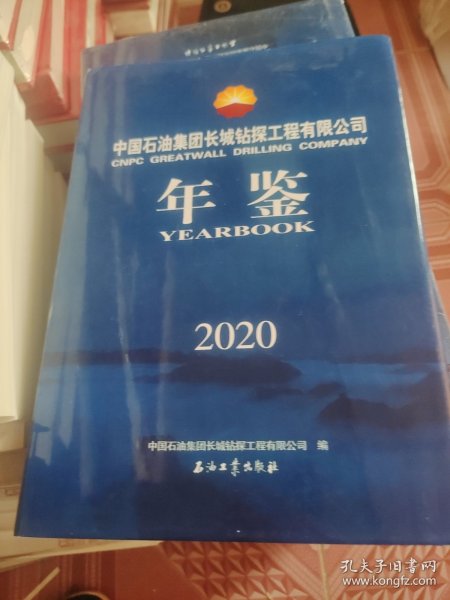 中国石油集团长城钻探工程有限公司
CNPC GREATWALL DRILLING COMPANY
年鉴
YEARBOOK
2020
中国石油集团长城钻探工程有限公司 编
石油工业出版社
孔夫子旧书网
www.kongfz.com